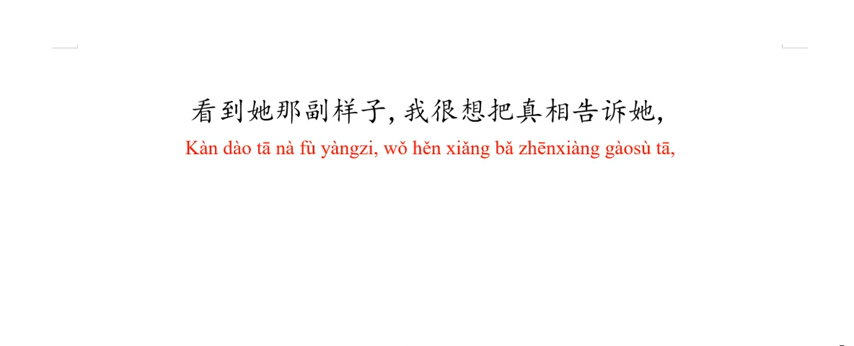 看到她那副样子,我很想把真相告诉她,
Kàn dào tā nà fù yàngzi, wǒ hěn xiǎng bǎ zhēnxiàng gàosù tā,